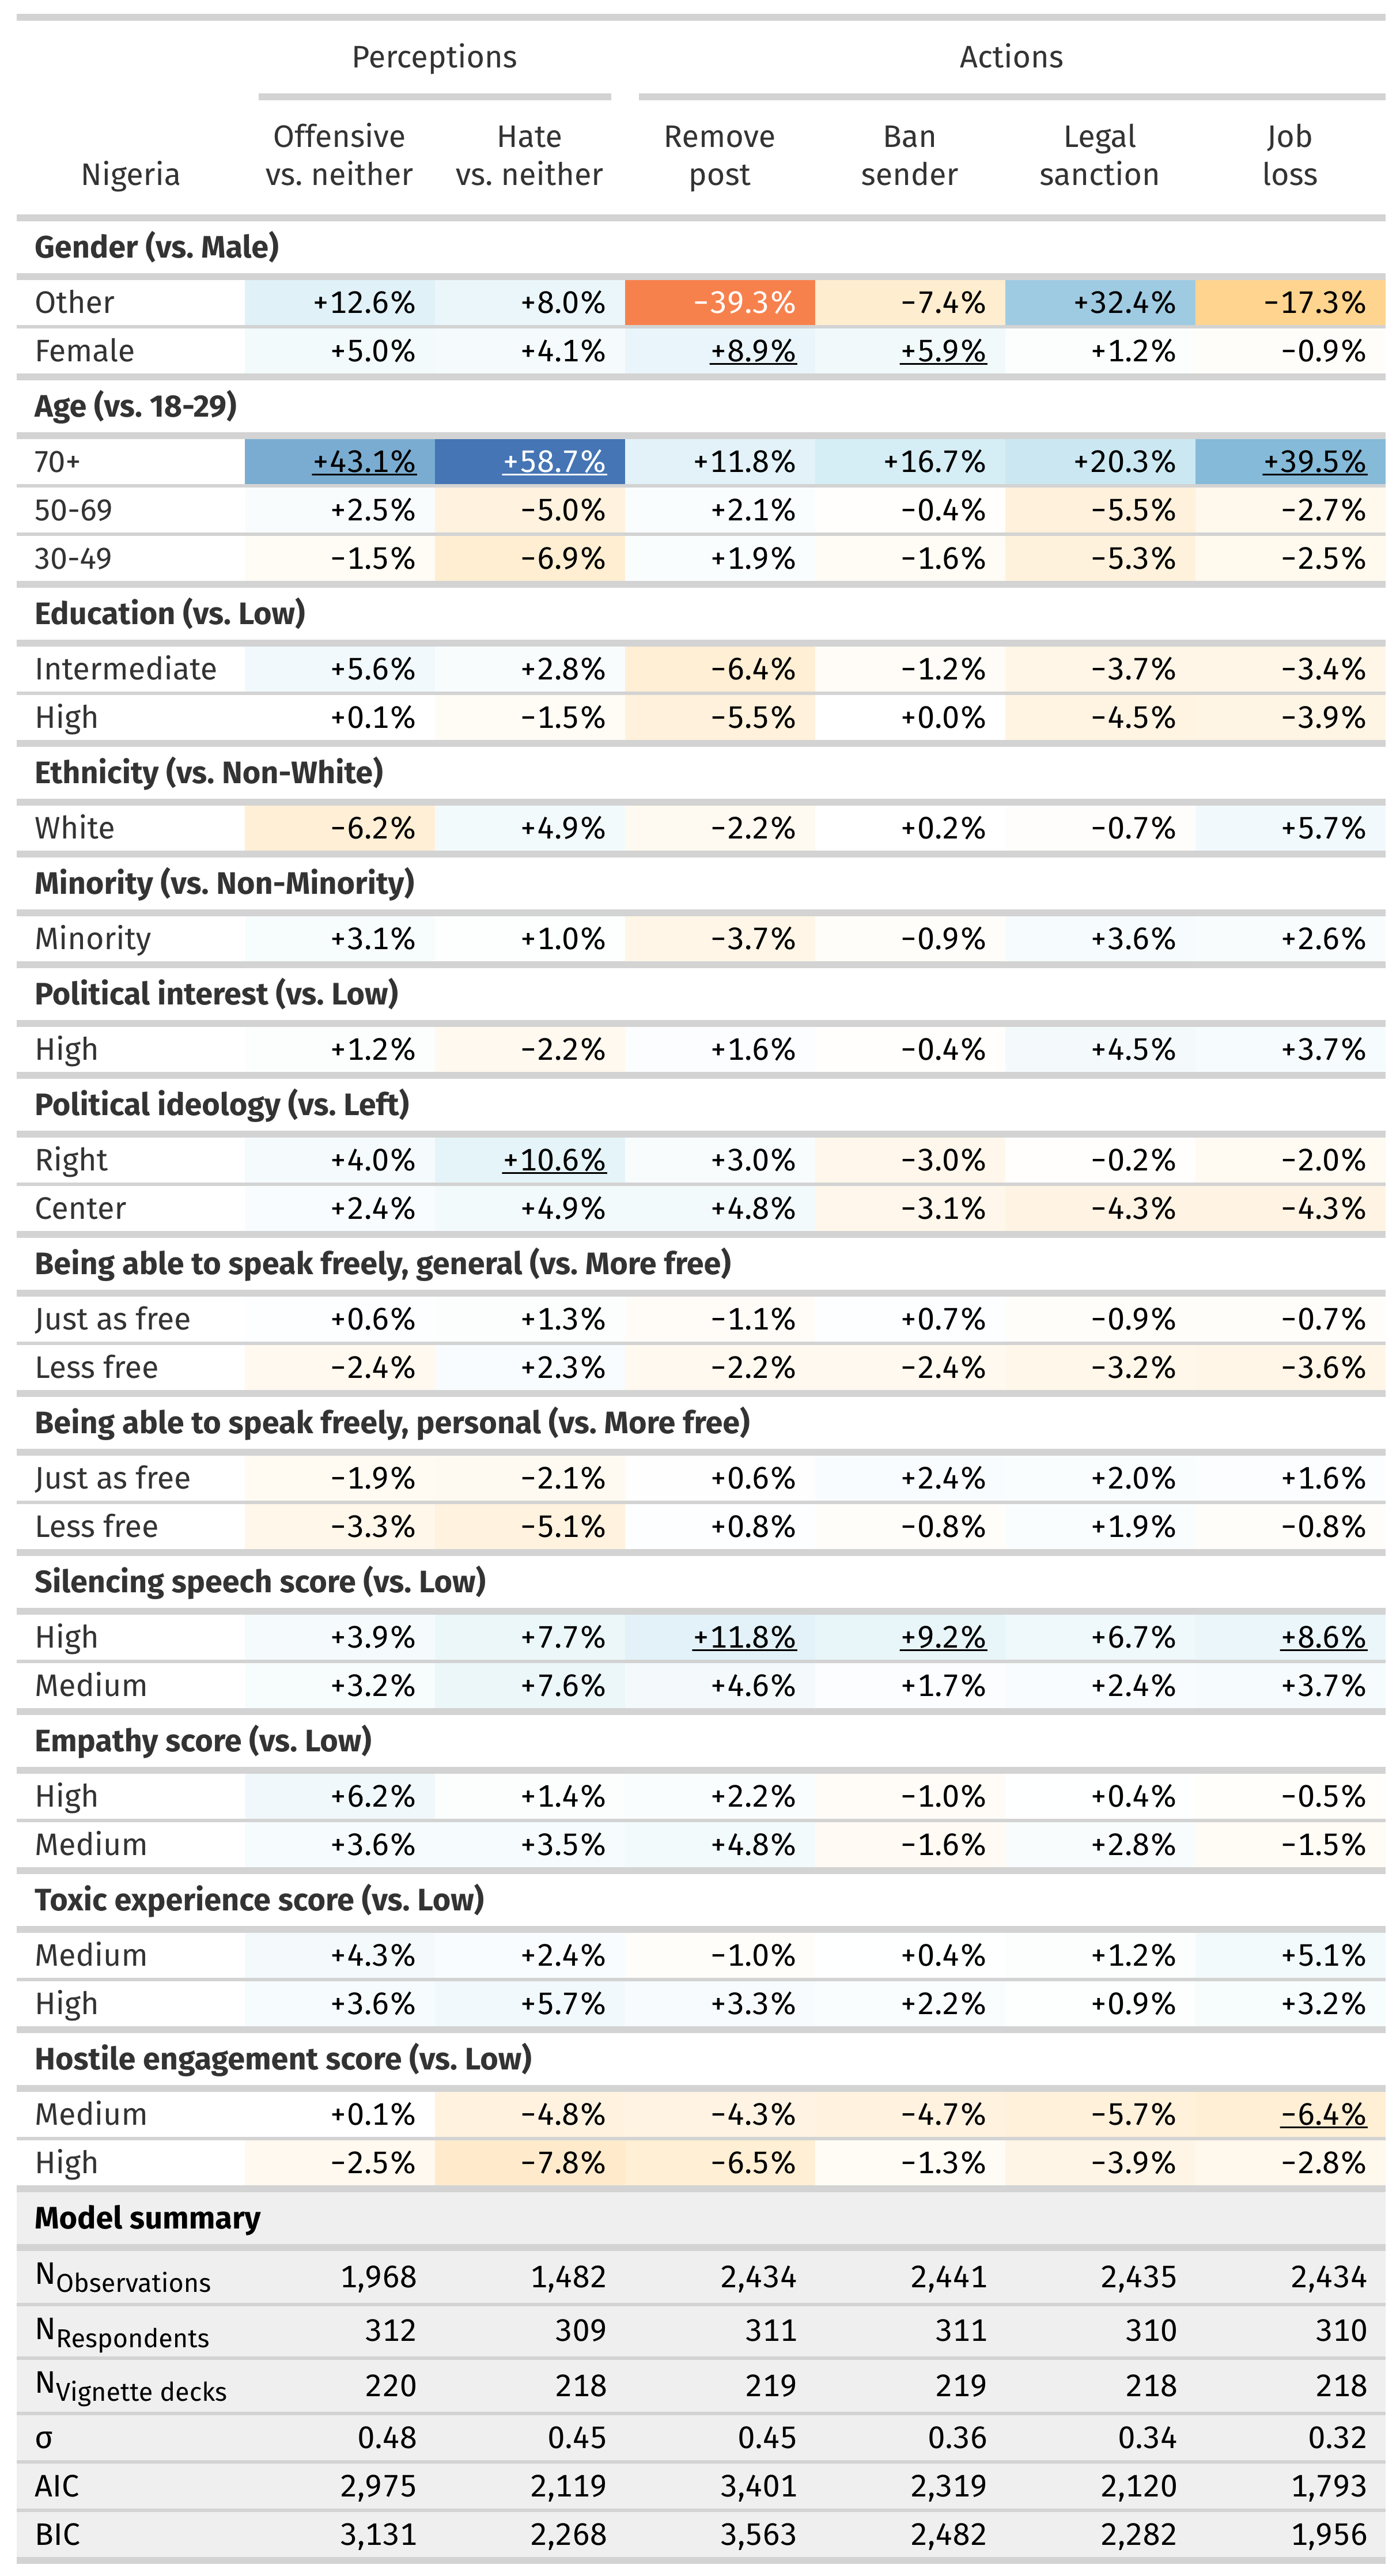 Perceptions Actions
Offensive Hate Remove Ban Legal Job
Nigeria vs. neither vs. neither post sender sanction loss
Gender (vs. Male)
Other +12.6% +8.0% −39.3% −7.4% +32.4% −17.3%
Female +5.0% +4.1% +8.9% +5.9% +1.2% −0.9%
Age (vs. 18-29)
70+ +43.1% +58.7% +11.8% +16.7% +20.3% +39.5%
50-69 +2.5% −5.0% +2.1% −0.4% −5.5% −2.7%
30-49 −1.5% −6.9% +1.9% −1.6% −5.3% −2.5%
Education (vs. Low)
Intermediate +5.6% +2.8% −6.4% −1.2% −3.7% −3.4%
High +0.1% −1.5% −5.5% +0.0% −4.5% −3.9%
Ethnicity (vs. Non-White)
White −6.2% +4.9% −2.2% +0.2% −0.7% +5.7%
Minority (vs. Non-Minority)
Minority +3.1% +1.0% −3.7% −0.9% +3.6% +2.6%
Political interest (vs. Low)
High +1.2% −2.2% +1.6% −0.4% +4.5% +3.7%
Political ideology (vs. Left)
Right +4.0% +10.6% +3.0% −3.0% −0.2% −2.0%
Center +2.4% +4.9% +4.8% −3.1% −4.3% −4.3%
Being able to speak freely, general (vs. More free)
Just as free +0.6% +1.3% −1.1% +0.7% −0.9% −0.7%
Less free −2.4% +2.3% −2.2% −2.4% −3.2% −3.6%
Being able to speak freely, personal (vs. More free)
Just as free −1.9% −2.1% +0.6% +2.4% +2.0% +1.6%
Less free −3.3% −5.1% +0.8% −0.8% +1.9% −0.8%
Silencing speech score (vs. Low)
High +3.9% +7.7% +11.8% +9.2% +6.7% +8.6%
Medium +3.2% +7.6% +4.6% +1.7% +2.4% +3.7%
Empathy score (vs. Low)
High +6.2% +1.4% +2.2% −1.0% +0.4% −0.5%
Medium +3.6% +3.5% +4.8% −1.6% +2.8% −1.5%
Toxic experience score (vs. Low)
Medium +4.3% +2.4% −1.0% +0.4% +1.2% +5.1%
High +3.6% +5.7% +3.3% +2.2% +0.9% +3.2%
Hostile engagement score (vs. Low)
Medium +0.1% −4.8% −4.3% −4.7% −5.7% −6.4%
High −2.5% −7.8% −6.5% −1.3% −3.9% −2.8%
Model summary
NObservations 1,968 1,482 2,434 2,441 2,435 2,434
NRespondents 312 309 311 311 310 310
NVignette decks 220 218 219 219 218 218
σ 0.48 0.45 0.45 0.36 0.34 0.32
AIC 2,975 2,119 3,401 2,319 2,120 1,793
BIC 3,131 2,268 3,563 2,482 2,282 1,956